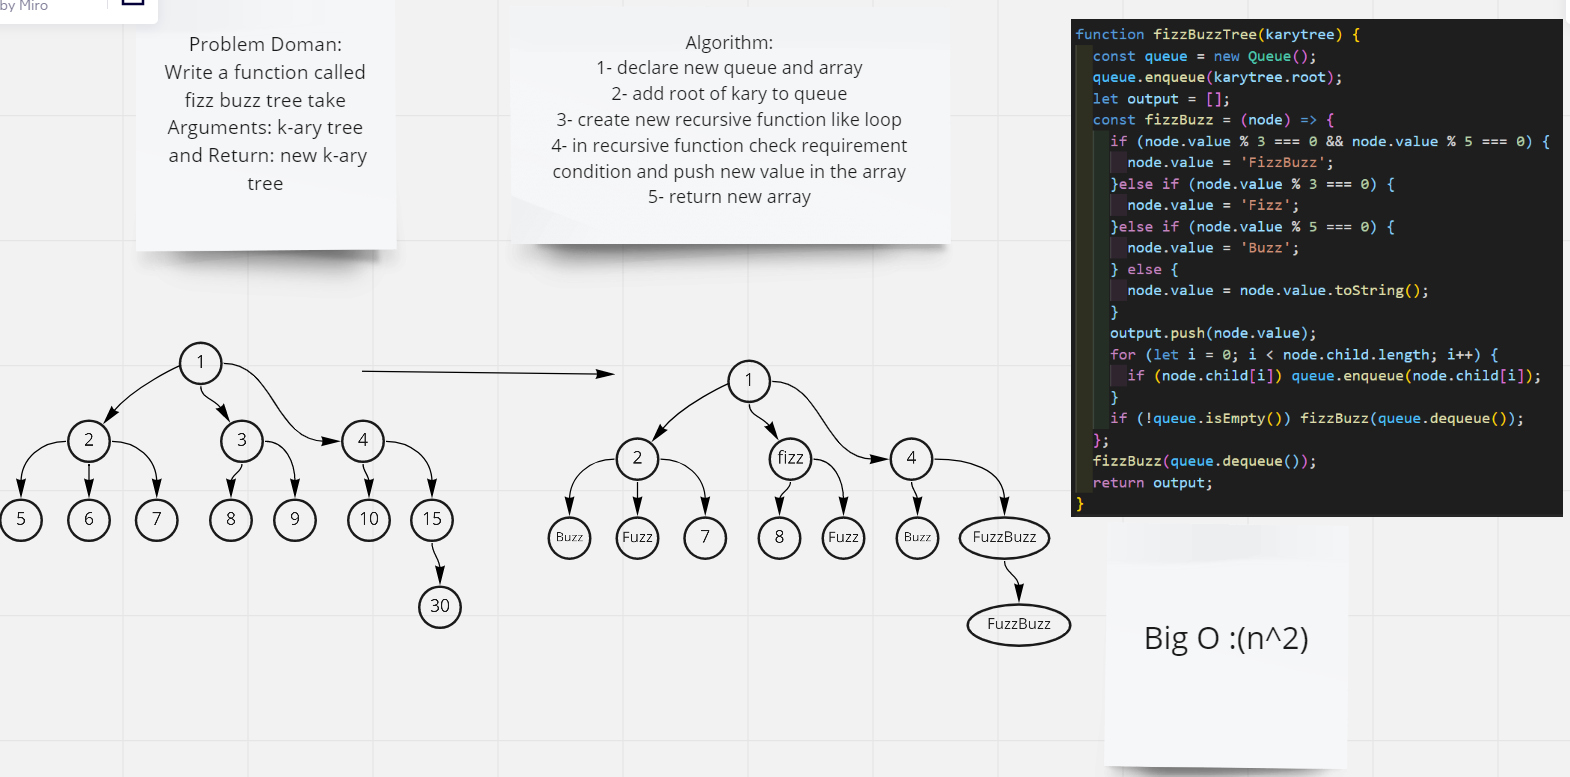 by Miro
Problem Doman:
Write a function called
fizz buzz tree take
Arguments: k-ary tree
and Return: new k-ary
tree
Algorithm:
1- declare new queue and array
2- add root of kary to queue
3- create new recursive function like loop
4- in recursive function check requirement
condition and push new value in the array
5- return new array
function fizzBuzzTree(karytree) {
const queue = new Queue();
queue.enqueue(karytree.root);
let output = [];
const fizzBuzz = (node) => {
if (node.value % 3 === 0 && node.value % 5 === 0) {
node.value = 'FizzBuzz';
}else if (node.value % 3 === 0) {
node.value = 'Fizz';
}else if (node.value % 5 === 0) {
node.value = 'Buzz';
} else {
node.value = node.value.toString();
}
output.push(node.value);
for (let i = 0; i < node.child.length; i++) {
if (node.child[i]) queue.enqueue(node.child[i]);
}
if (!queue.isEmpty()) fizzBuzz(queue.dequeue());
};
fizzBuzz(queue.dequeue());
return output;
}
1
2 3 4
5 6 7 8 9 10 15
30
1
2 fizz 4
Buzz Fuzz 7 8 Fuzz Buzz FuzzBuzz
FuzzBuzz
Big O :(n^2)